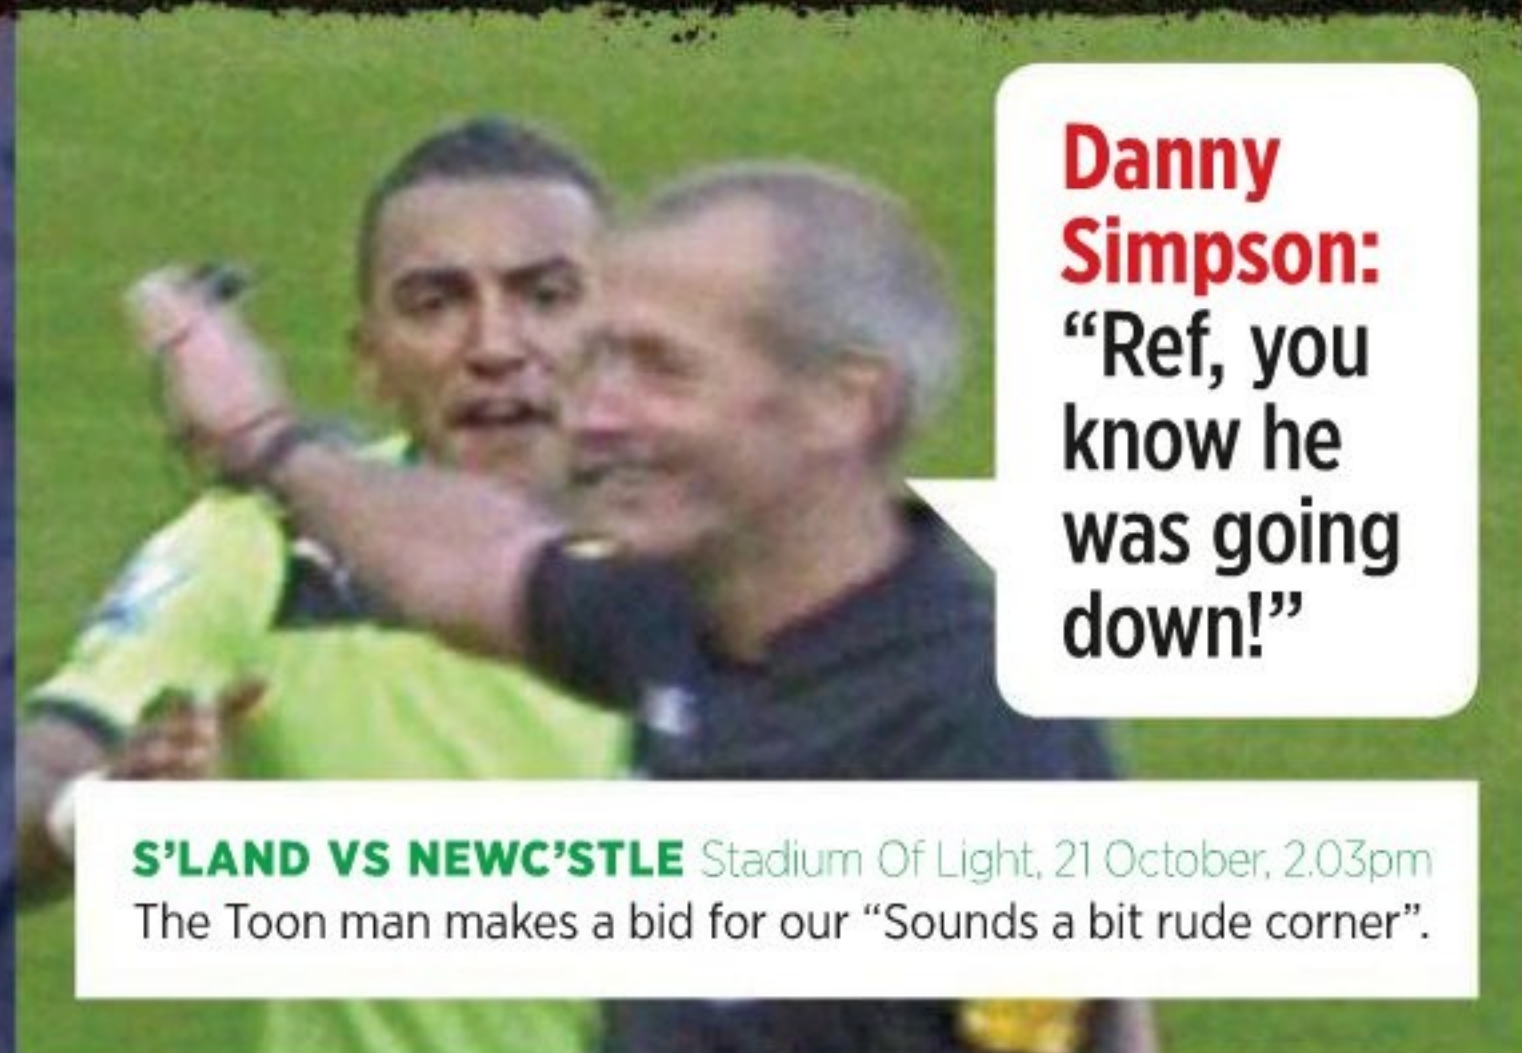 Danny
Simpson:
“Ref, you
know he
was going
down!”
S’LAND VS NEWC’STLE Stadium Of Light, 21 October, 2.03pm
The Toon man makes a bid for our “Sounds a bit rude corner”.